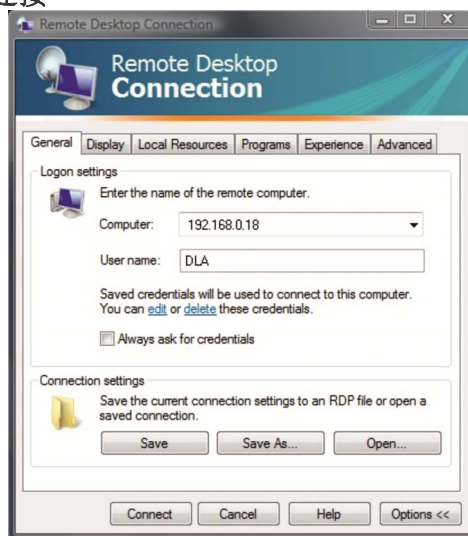 Remote Desktop Connection
Remote Desktop
Connection
General Display Local Resources Programs Experience Advanced
Logon settings
Enter the name of the remote computer.
Computer: 192.168.0.18
User name: DLA
Saved credentials will be used to connect to this computer.
You can edit or delete these credentials.
Always ask for credentials
Connection settings
Save the current connection settings to an RDP file or open a
saved connection.
Save Save As... Open...
Connect Cancel Help Options <<